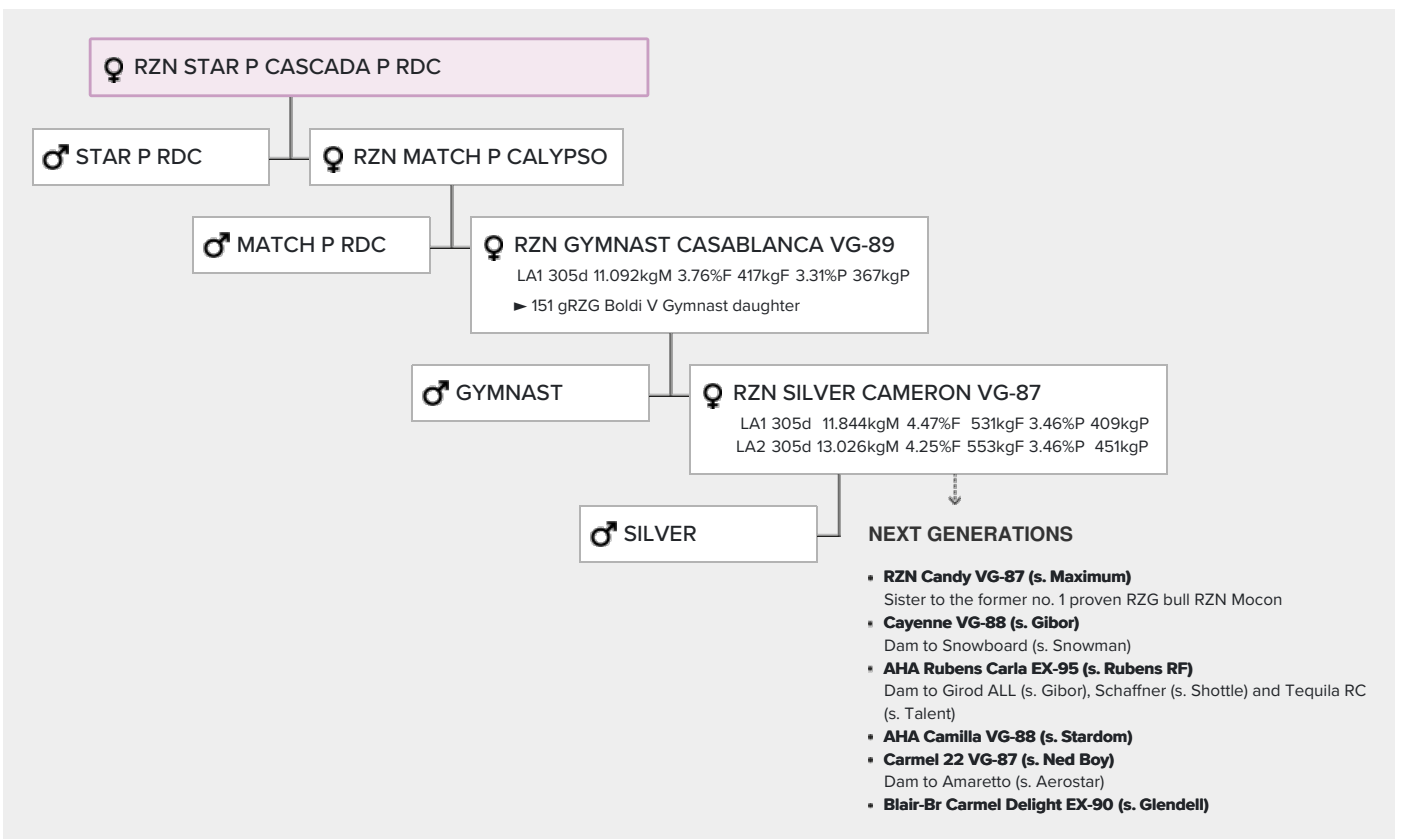 RZN STAR P CASCADA P RDC
STAR P RDC
RZN MATCH P CALYPSO
MATCH P RDC
RZN GYMNAST CASABLANCA VG-89
LA1 305d 11.092kgM 3.76%F 417kgF 3.31%P 367kgP
► 151 gRZG Boldi V Gymnast daughter
GYMNAST
RZN SILVER CAMERON VG-87
LA1 305d 11.844kgM 4.47%F 531kgF 3.46%P 409kgP
LA2 305d 13.026kgM 4.25%F 553kgF 3.46%P 451kgP
SILVER
NEXT GENERATIONS
• RZN Candy VG-87 (s. Maximum)
Sister to the former no. 1 proven RZG bull RZN Mocon
• Cayenne VG-88 (s. Gibor)
Dam to Snowboard (s. Snowman)
• AHA Rubens Carla EX-95 (s. Rubens RF)
Dam to Girod ALL (s. Gibor), Schaffner (s. Shottle) and Tequila RC
(s. Talent)
• AHA Camilla VG-88 (s. Stardom)
• Carmel 22 VG-87 (s. Ned Boy)
Dam to Amaretto (s. Aerostar)
• Blair-Br Carmel Delight EX-90 (s. Glendell)